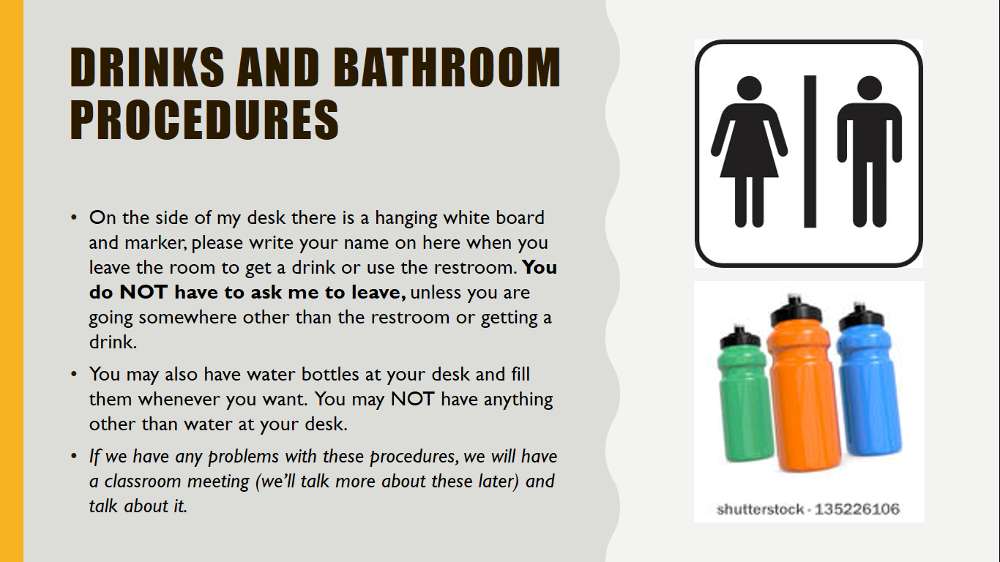 DRINKS AND BATHROOM
PROCEDURES
• On the side of my desk there is a hanging white board
and marker, please write your name on here when you
leave the room to get a drink or use the restroom. You
do NOT have to ask me to leave, unless you are
going somewhere other than the restroom or getting a
drink.
• You may also have water bottles at your desk and fill
them whenever you want. You may NOT have anything
other than water at your desk.
• If we have any problems with these procedures, we will have
a classroom meeting (we’ll talk more about these later) and
talk about it.
shutterstock · 135226106